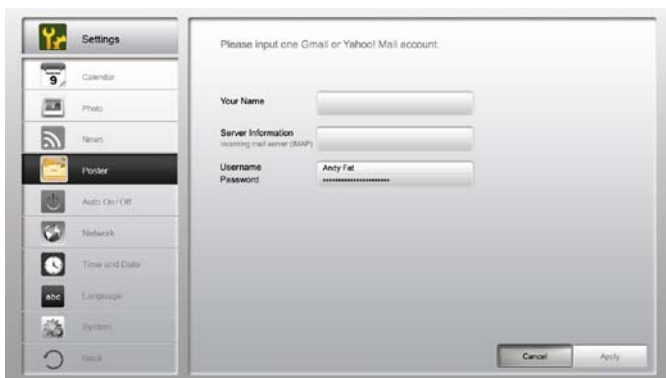 Settings
Please input one Gmail or Yahoo! Mail account.
9
Calendar
Photo
News
Poster
Auto On/Off
Network
Time and Date
abc
Language
System
Back
Your Name
Server Information
Incoming mail server (IMAP)
Username
Andy Fat
Password
Cancel
Apply